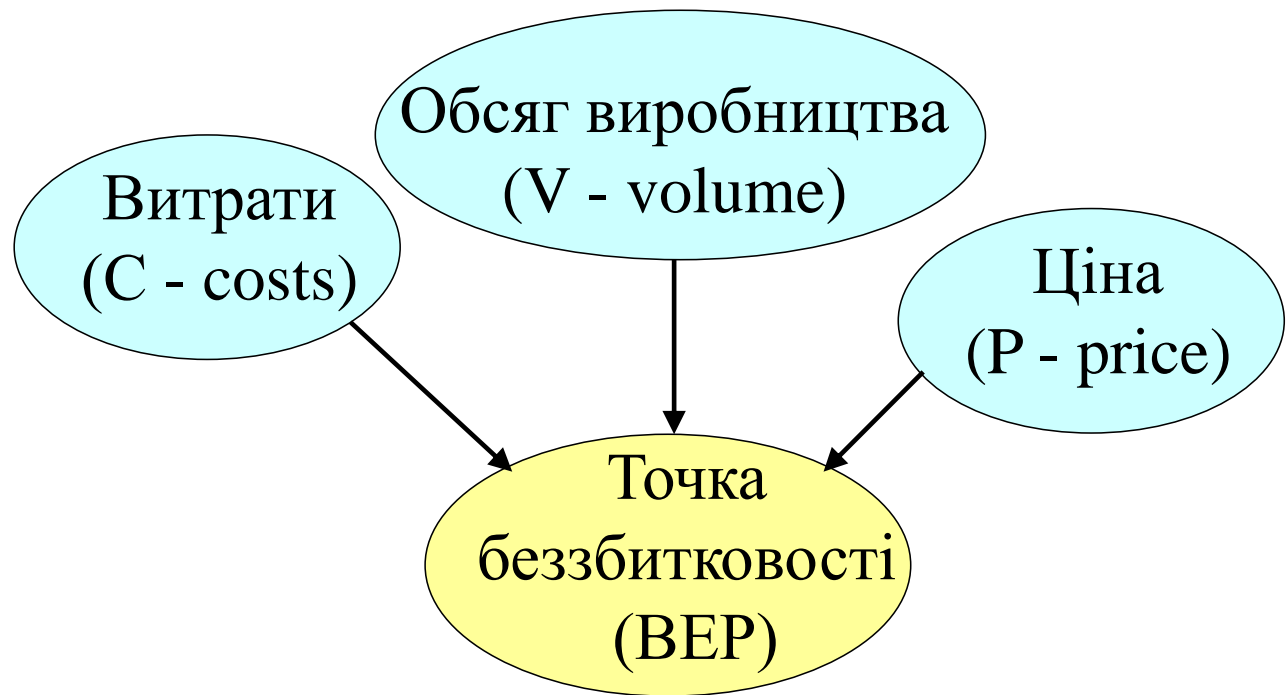 Обсяг виробництва
(V - volume)
Витрати
(C - costs)
Ціна
(P - price)
Точка
беззбитковості
(BEP)